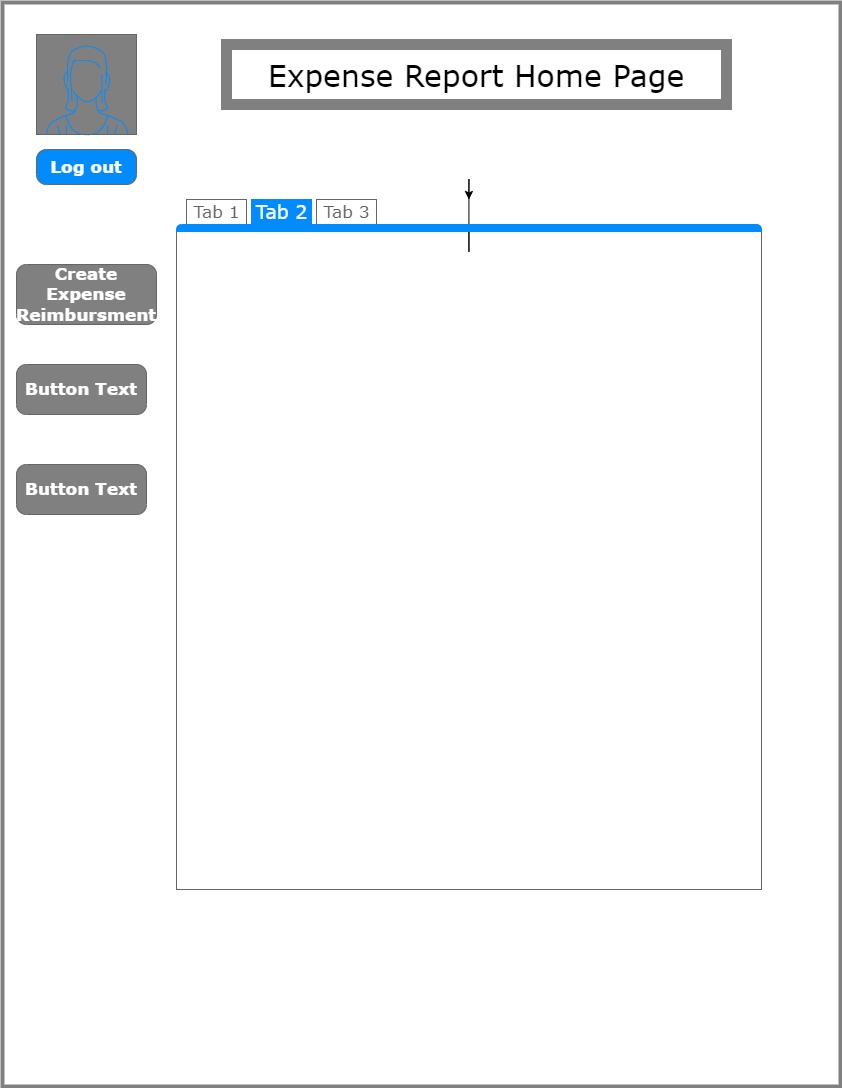 Expense Report Home Page
Log out
Tab 1 Tab 2 Tab 3
Create
Expense
Reimbursment
Button Text
Button Text